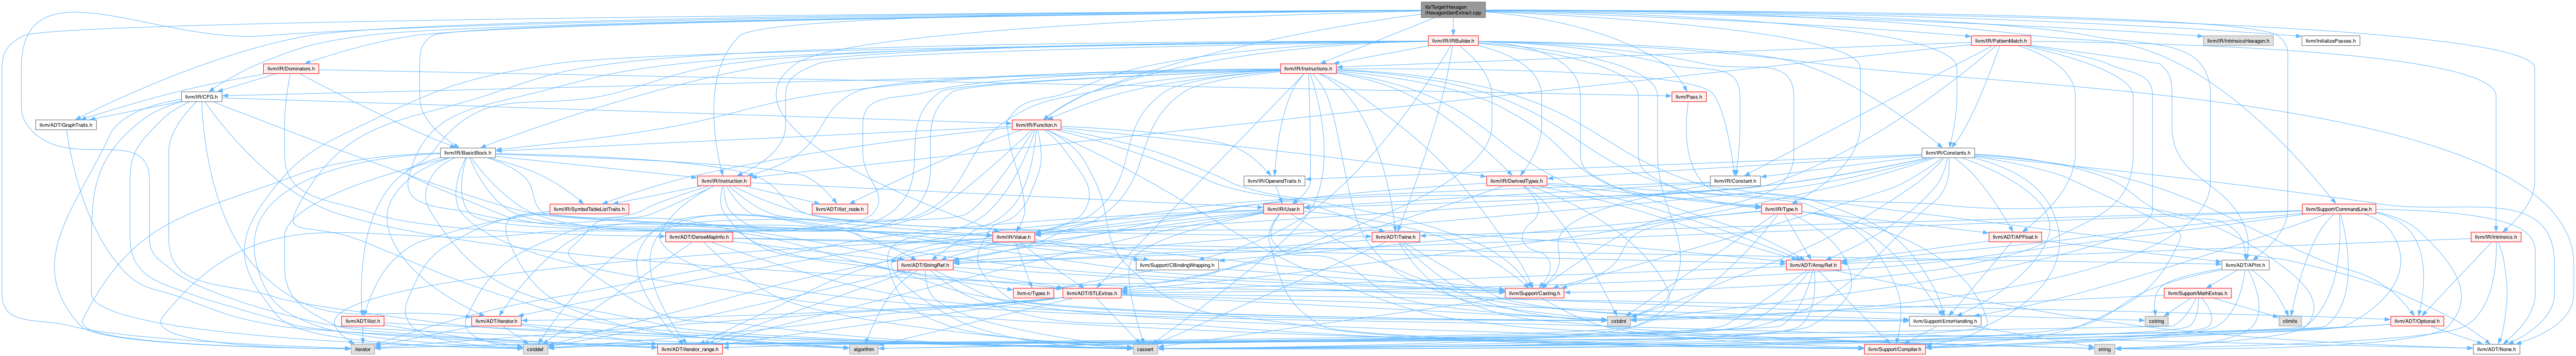 lib/Target/Hexagon
/HexagonGenExtract.cpp
llvm/IR/IRBuilder.h
llvm/IR/PatternMatch.h
llvm/IR/IntrinsicsHexagon.h
llvm/InitializePasses.h
llvm/IR/Dominators.h
llvm/IR/Instructions.h
llvm/IR/CFG.h
llvm/Pass.h
llvm/ADT/GraphTraits.h
llvm/IR/Function.h
llvm/IR/BasicBlock.h
llvm/IR/Constants.h
llvm/IR/Instruction.h
llvm/IR/OperandTraits.h
llvm/IR/DerivedTypes.h
llvm/IR/Constant.h
llvm/IR/SymbolTableListTraits.h
llvm/ADT/ilist_node.h
llvm/IR/User.h
llvm/IR/Type.h
llvm/Support/CommandLine.h
llvm/ADT/DenseMapInfo.h
llvm/IR/Value.h
llvm/ADT/Twine.h
llvm/ADT/APFloat.h
llvm/IR/Intrinsics.h
llvm/ADT/StringRef.h
llvm/Support/CBindingWrapping.h
llvm/ADT/ArrayRef.h
llvm/ADT/APInt.h
llvm-c/Types.h
llvm/ADT/STLExtras.h
llvm/Support/Casting.h
llvm/Support/MathExtras.h
llvm/ADT/ilist.h
llvm/ADT/iterator.h
cstdint
llvm/Support/ErrorHandling.h
cstring
climits
llvm/ADT/Optional.h
iterator
cstddef
llvm/ADT/iterator_range.h
algorithm
cassert
llvm/Support/Compiler.h
string
llvm/ADT/None.h